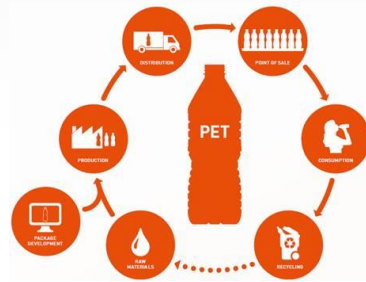 DISTRIBUTION
POINT OF SALE
PET
PRODUCTION
CONSUMPTION
PACKAGE
DEVELOPMENT
RAW
MATERIALS
RECYCLING